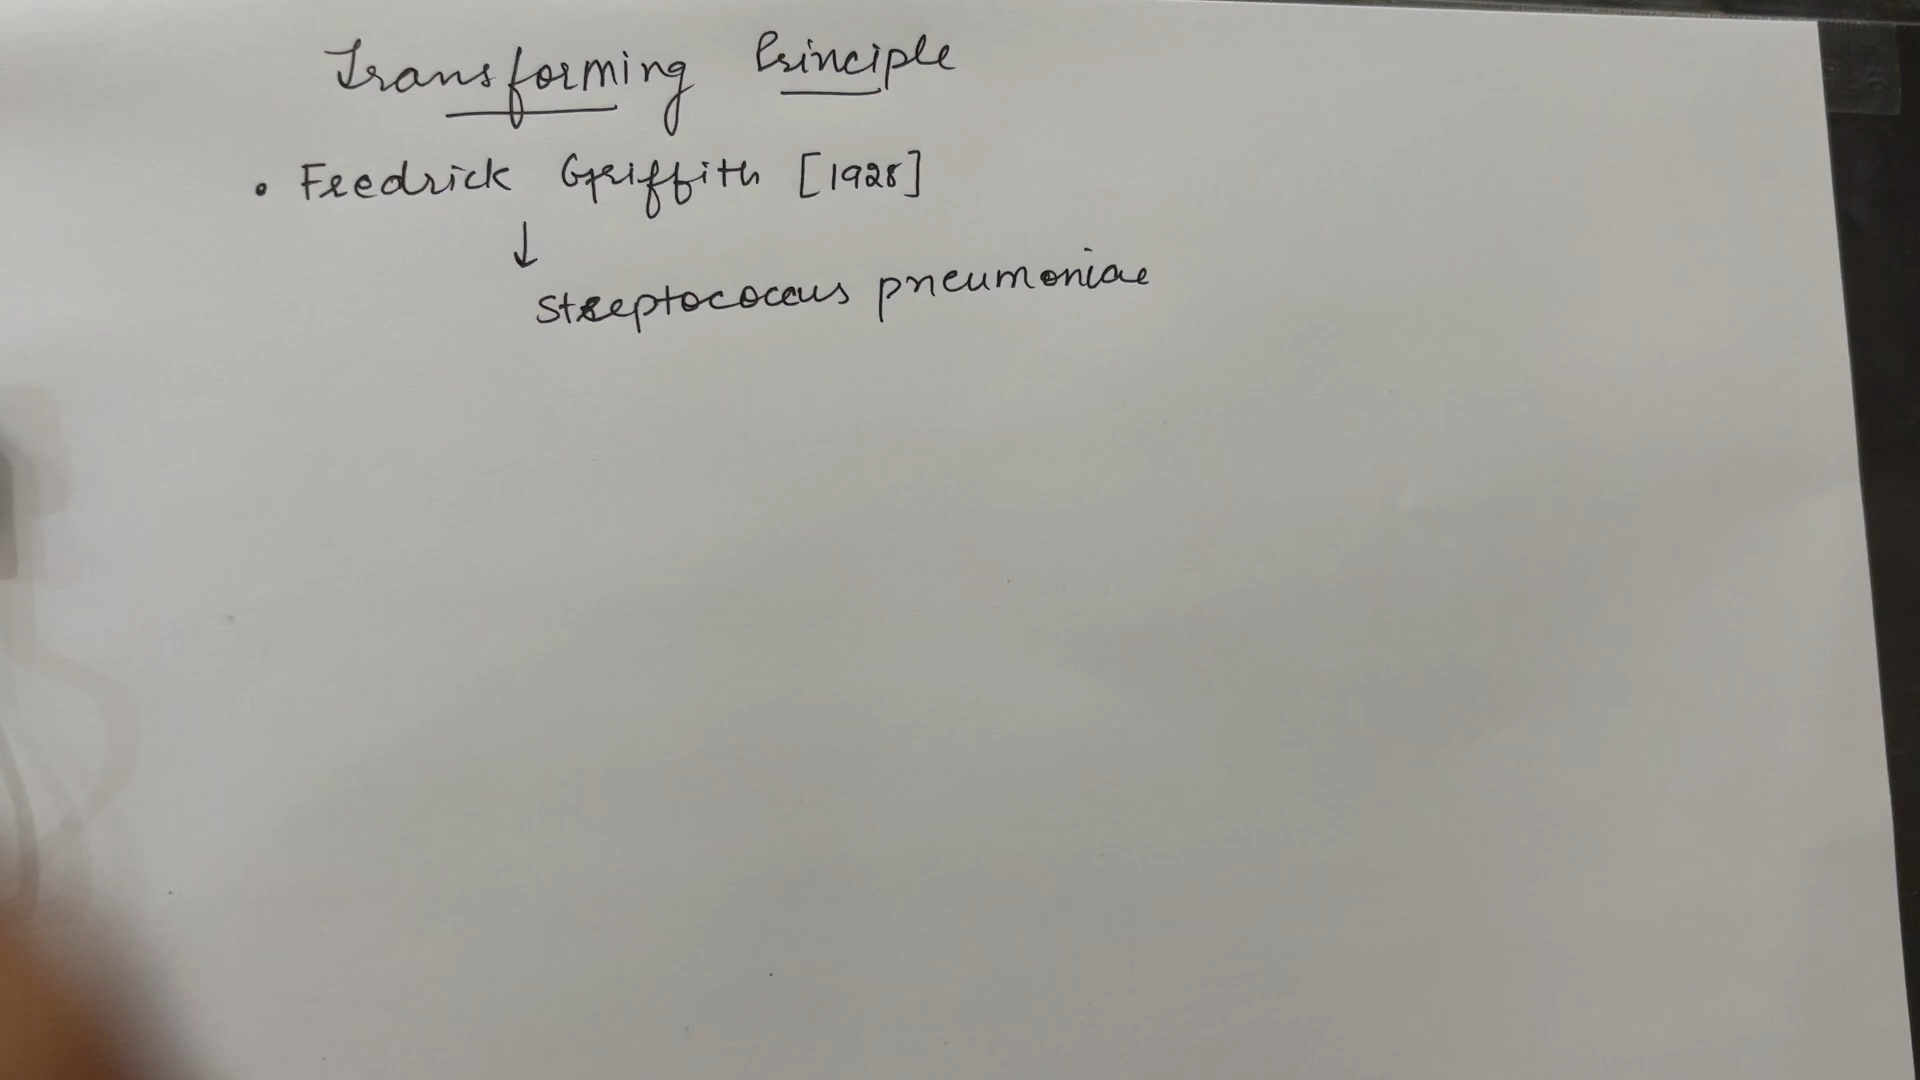 Transforming Principle
• Fredrick Griffith [1928]
↓
Streptococcus pneumoniae